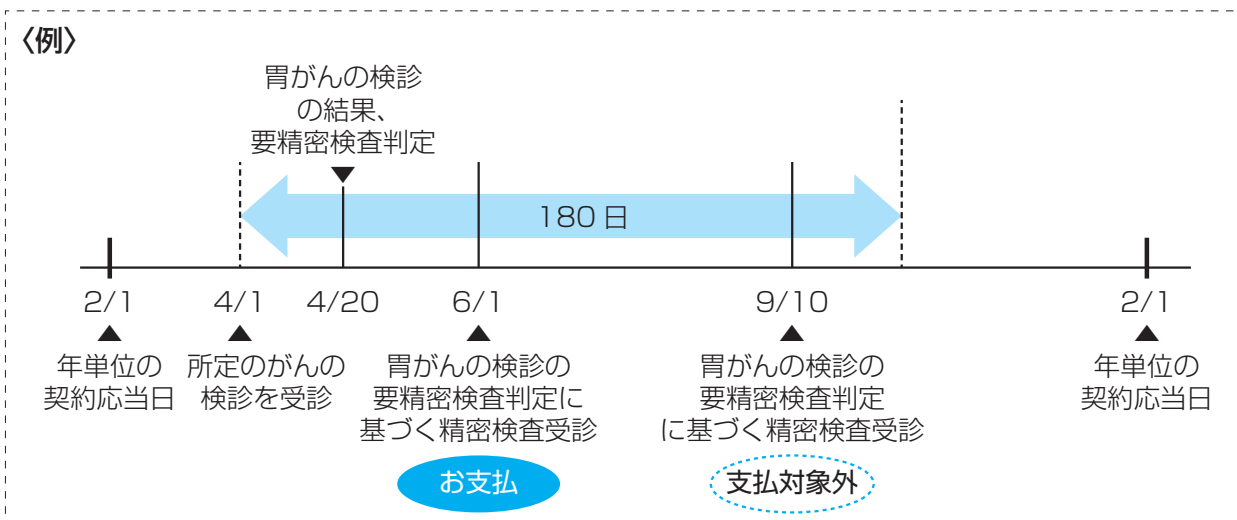 〈例〉
胃がんの検診
の結果、
要精密検査判定
180日
2/1
4/1
4/20
6/1
9/10
2/1
年単位の
契約応当日
所定のがんの
検診を受診
胃がんの検診の
要精密検査判定に
基づく精密検査受診
お支払
胃がんの検診の
要精密検査判定
に基づく精密検査受診
支払対象外
年単位の
契約応当日